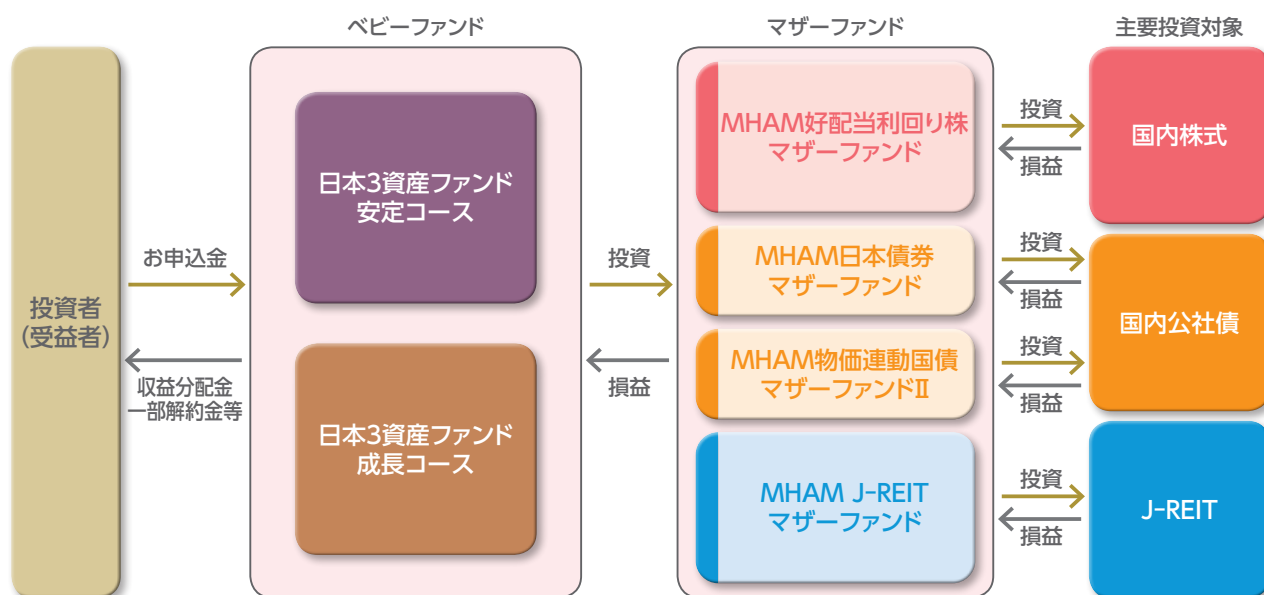 ベビーファンド
マザーファンド
主要投資対象
投資者
(受益者)
お申込金
収益分配金
一部解約金等
日本3資産ファンド
安定コース
日本3資産ファンド
成長コース
投資
損益
MHAM好配当利回り株
マザーファンド
MHAM日本債券
マザーファンド
MHAM物価連動国債
マザーファンドⅡ
MHAM J-REIT
マザーファンド
投資
損益
投資
損益
投資
損益
投資
損益
国内株式
国内公社債
J-REIT